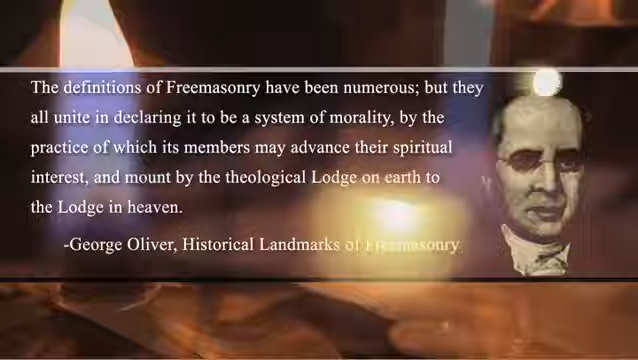 The definitions of Freemasonry have been numerous; but they
all unite in declaring it to be a system of morality, by the
practice of which its members may advance their spiritual
interest, and mount by the theological Lodge on earth to
the Lodge in heaven.
-George Oliver, Historical Landmarks of Freemasonry